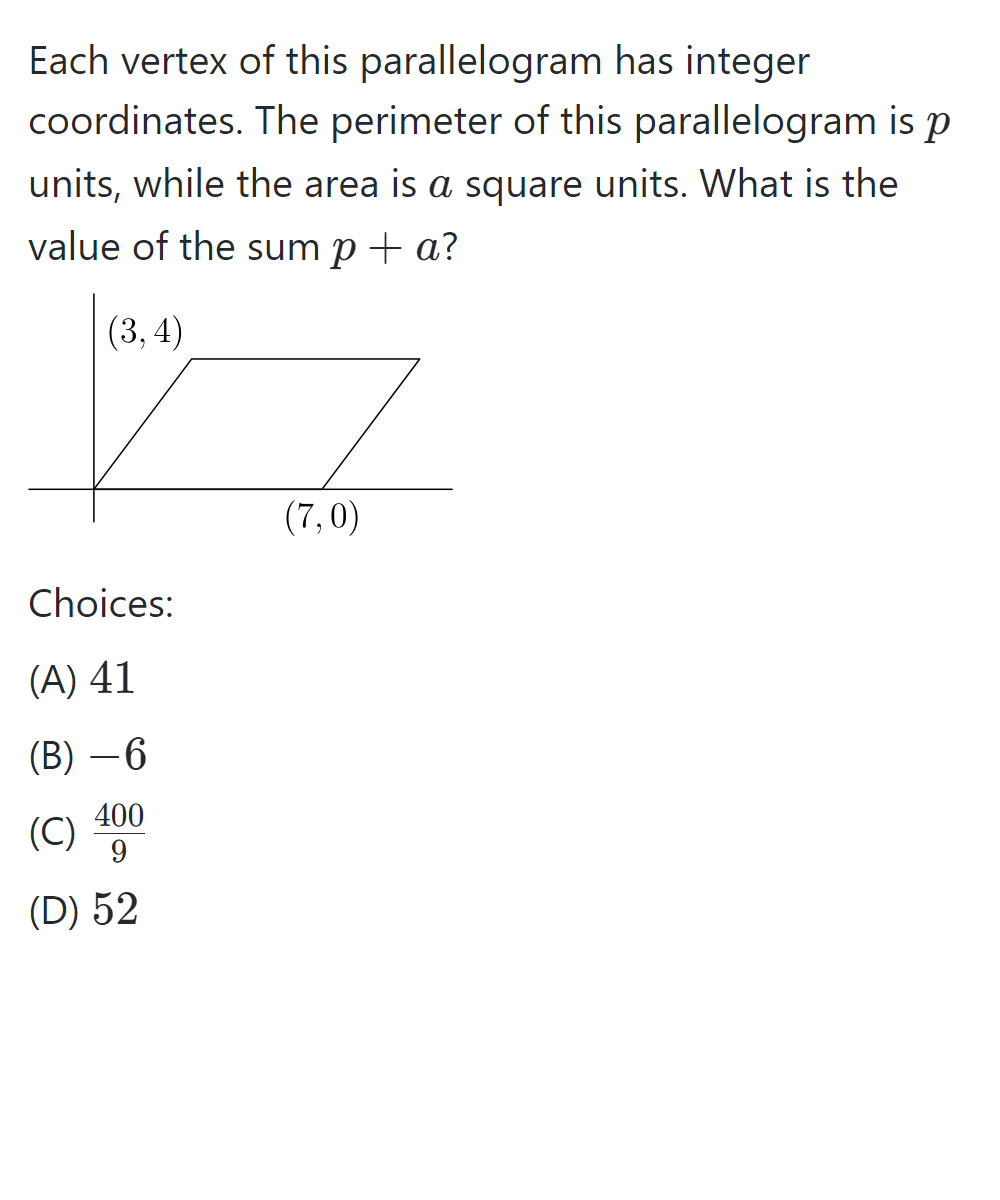 Each vertex of this parallelogram has integer
coordinates. The perimeter of this parallelogram is p
units, while the area is a square units. What is the
value of the sum p + a?
(3, 4)
(7, 0)
Choices:
(A) 41
(B) −6
(C) \frac{400}{9}
(D) 52